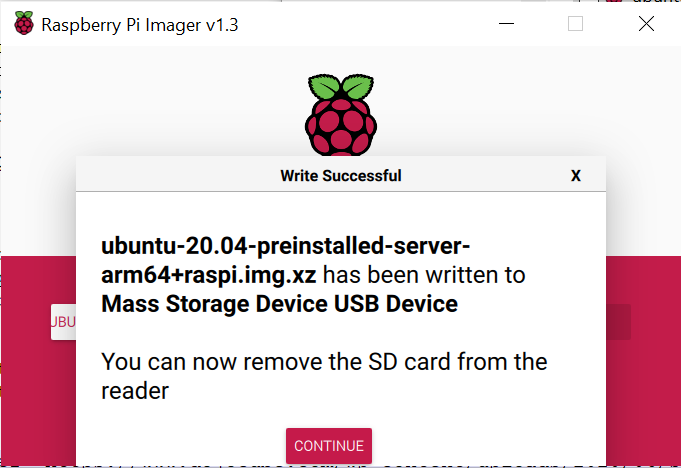 Raspberry Pi Imager v1.3
Write Successful
X
ubuntu-20.04-preinstalled-server-
arm64+raspi.img.xz has been written to
Mass Storage Device USB Device
UBU
You can now remove the SD card from the
reader
CONTINUE